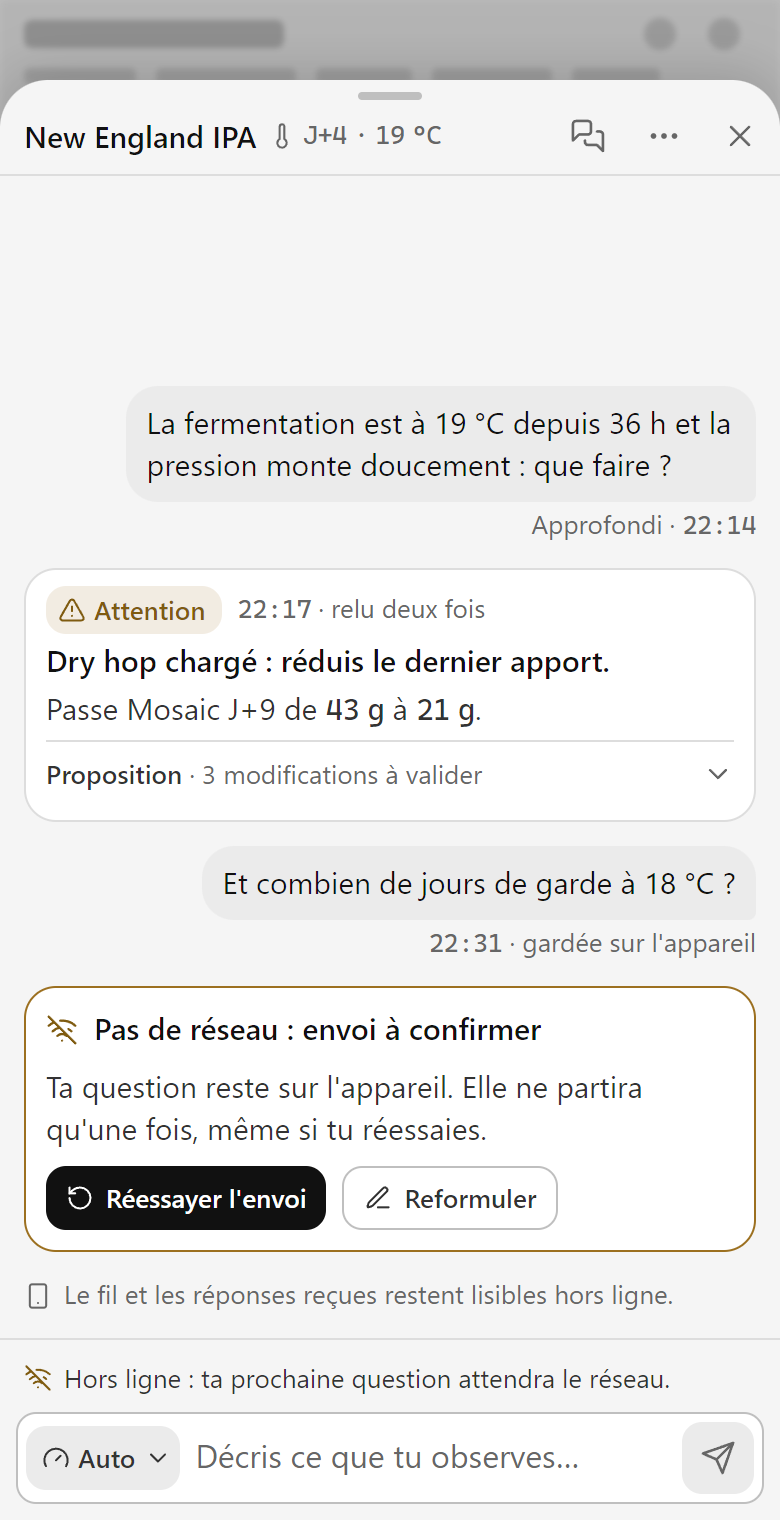 New England IPA J+4 · 19 °C
La fermentation est à 19 °C depuis 36 h et la
pression monte doucement : que faire ?
Approfondi · 22:14
Attention 22:17 · relu deux fois
Dry hop chargé : réduis le dernier apport.
Passe Mosaic J+9 de 43 g à 21 g.
Proposition · 3 modifications à valider
Et combien de jours de garde à 18 °C ?
22:31 · gardée sur l'appareil
Pas de réseau : envoi à confirmer
Ta question reste sur l'appareil. Elle ne partira
qu'une fois, même si tu réessaies.
Réessayer l'envoi Reformuler
Le fil et les réponses reçues restent lisibles hors ligne.
Hors ligne : ta prochaine question attendra le réseau.
Auto Décris ce que tu observes...